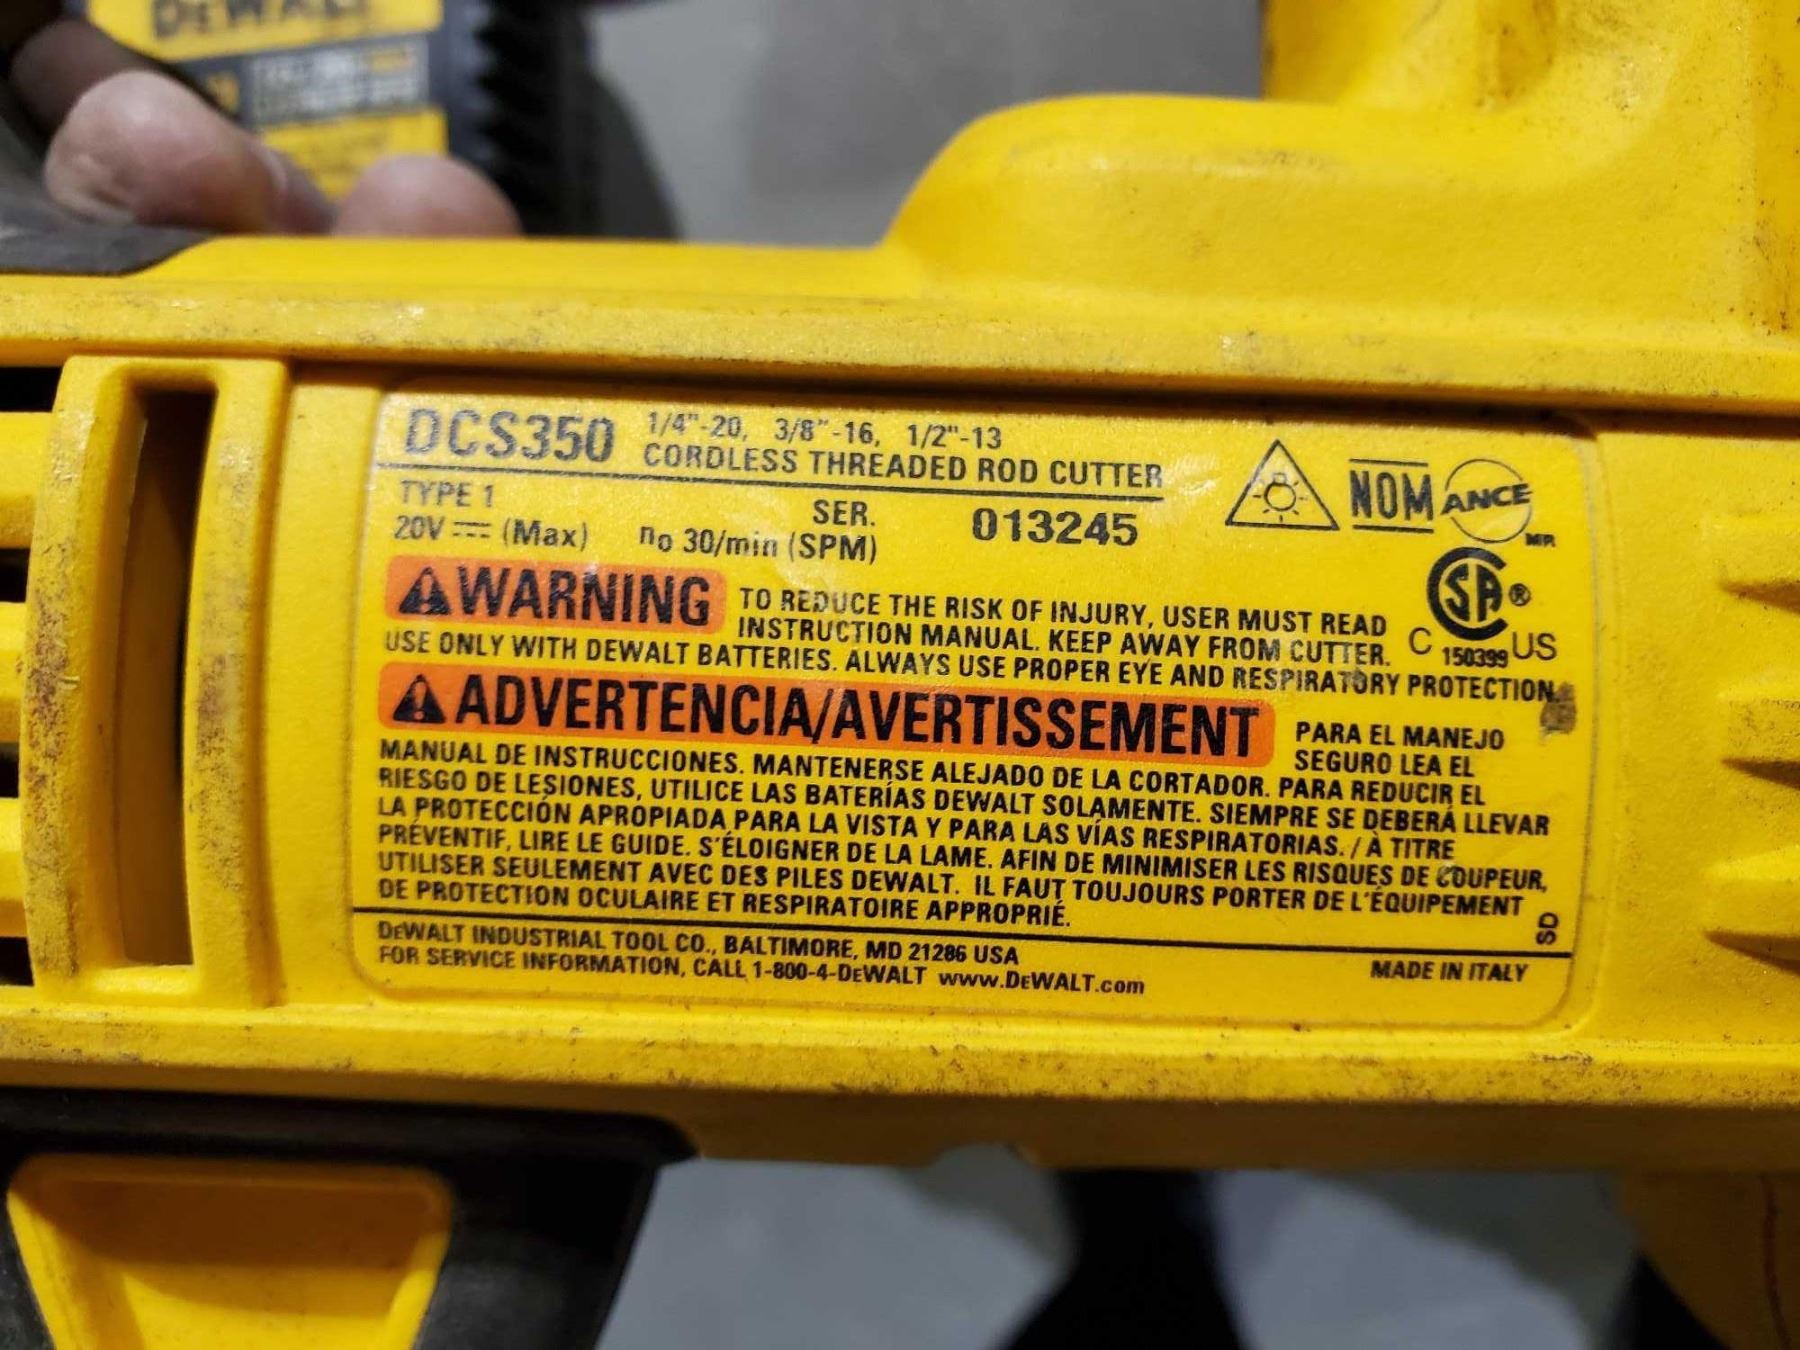 DEWALT
DCS350 1/4"-20, 3/8"-16, 1/2"-13
CORDLESS THREADED ROD CUTTER
TYPE 1
20V ⎓ (Max) no 30/min (SPM)
SER. 013245
NOM ANCE
MR
SA®
C 150399 US
WARNING TO REDUCE THE RISK OF INJURY, USER MUST READ
INSTRUCTION MANUAL. KEEP AWAY FROM CUTTER.
USE ONLY WITH DEWALT BATTERIES. ALWAYS USE PROPER EYE AND RESPIRATORY PROTECTION.
ADVERTENCIA/AVERTISSEMENT PARA EL MANEJO
SEGURO LEA EL
MANUAL DE INSTRUCCIONES. MANTENERSE ALEJADO DE LA CORTADOR. PARA REDUCIR EL
RIESGO DE LESIONES, UTILICE LAS BATERÍAS DEWALT SOLAMENTE. SIEMPRE SE DEBERÁ LLEVAR
LA PROTECCIÓN APROPIADA PARA LA VISTA Y PARA LAS VÍAS RESPIRATORIAS. / À TITRE
PRÉVENTIF, LIRE LE GUIDE. S'ÉLOIGNER DE LA LAME. AFIN DE MINIMISER LES RISQUES DE COUPEUR,
UTILISER SEULEMENT AVEC DES PILES DEWALT. IL FAUT TOUJOURS PORTER DE L'ÉQUIPEMENT
DE PROTECTION OCULAIRE ET RESPIRATOIRE APPROPRIÉ.
SD
DEWALT INDUSTRIAL TOOL CO., BALTIMORE, MD 21286 USA
FOR SERVICE INFORMATION, CALL 1-800-4-DEWALT www.DEWALT.com
MADE IN ITALY